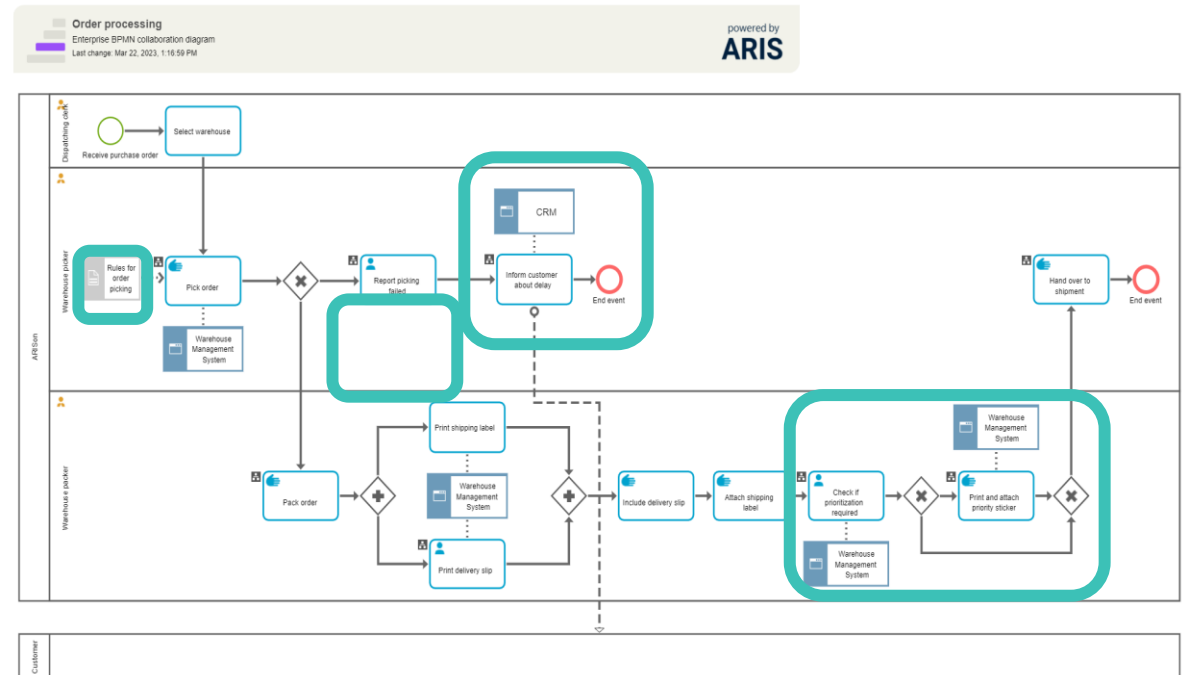 Order processing
Enterprise BPMN collaboration diagram
Last change: Mar 22, 2023, 1:16:59 PM
powered by
ARIS
ARISon
Dispatching clerk
Receive purchase order
Select warehouse
Warehouse picker
Rules for
order
picking
Pick order
Warehouse
Management
System
Report picking
failed
CRM
Inform customer
about delay
End event
Hand over to
shipment
End event
Warehouse packer
Pack order
Print shipping label
Warehouse
Management
System
Print delivery slip
Include delivery slip
Attach shipping
label
Check if
prioritization
required
Warehouse
Management
System
Warehouse
Management
System
Print and attach
priority sticker
Customer